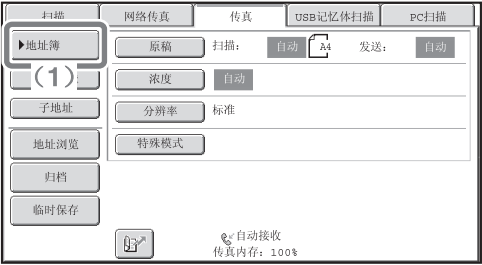 扫描 网络传真 传真 USB记忆体扫描 PC扫描
地址簿 原稿 扫描: 自动 A4 发送: 自动
(1) 浓度 自动
子地址 分辨率 标准
地址浏览 特殊模式
归档
临时保存
自动接收
传真内存: 100%